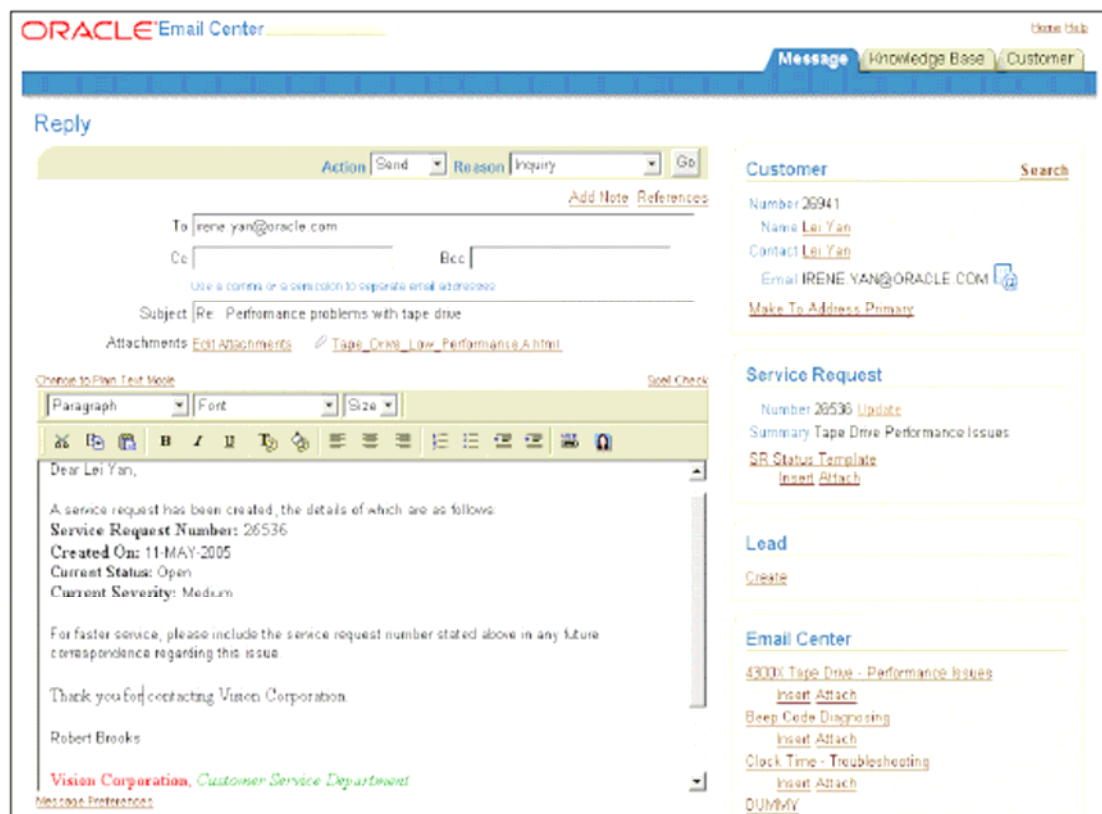 ORACLE Email Center
Home Help
Message Knowledge Base Customer
Reply
Action Send Reason Inquiry Go
Add Note References
To irene.yan@oracle.com
Cc Bcc
Use a comma or a semicolon to separate email addresses
Subject Re: Perfromance problems with tape drive
Attachments Edit Attachments Tape_Drive_Low_Performance.A.html
Change to Plain Text Mode Spell Check
Paragraph Font Size
B I U
Dear Lei Yan,
A service request has been created, the details of which are as follows:
Service Request Number: 26536
Created On: 11-MAY-2005
Current Status: Open
Current Severity: Medium
For faster service, please include the service request number stated above in any future
correspondence regarding this issue.
Thank you for contacting Vision Corporation.
Robert Brooks
Vision Corporation, Customer Service Department
Message Preferences
Customer Search
Number 26941
Name Lei Yan
Contact Lei Yan
Email IRENE.YAN@ORACLE.COM
Make To Address Primary
Service Request
Number 26536 Update
Summary Tape Drive Performance Issues
SR Status Template
Insert Attach
Lead
Create
Email Center
4300X Tape Drive - Performance Issues
Insert Attach
Beep Code Diagnosing
Insert Attach
Clock Time - Troubleshooting
Insert Attach
DUMMY